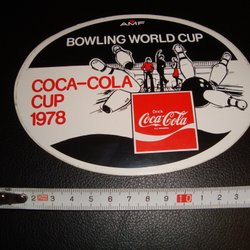 AMF
BOWLING WORLD CUP
COCA-COLA
CUP
1978
Drink
Coca-Cola
2 3 4 5 6 7 8 9 10 1 2 3